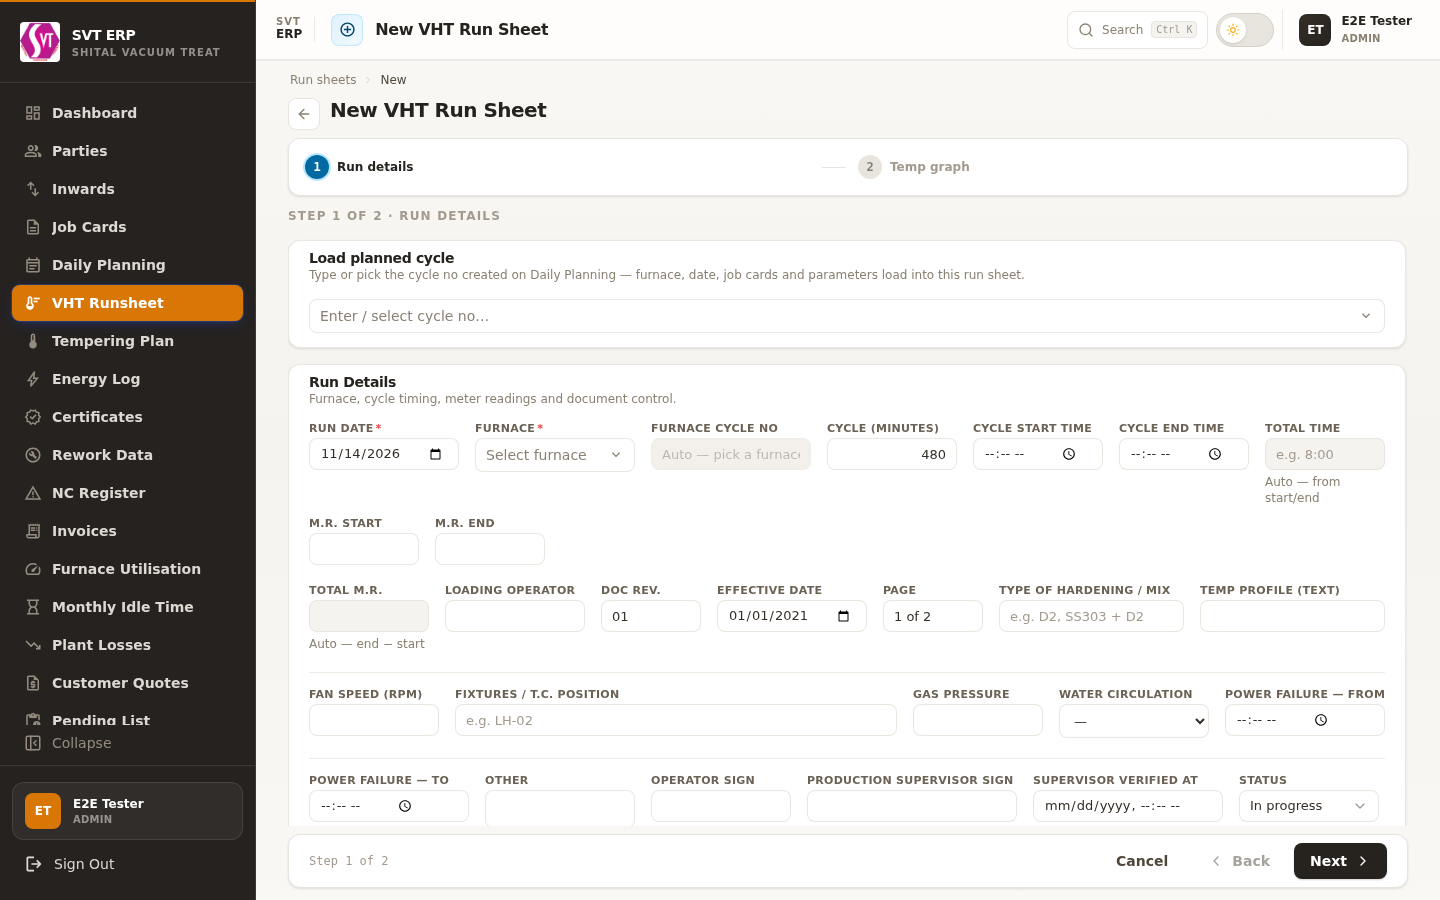 SVT
SVT ERP
SHITAL VACUUM TREAT
Dashboard
Parties
Inwards
Job Cards
Daily Planning
VHT Runsheet
Tempering Plan
Energy Log
Certificates
Rework Data
NC Register
Invoices
Furnace Utilisation
Monthly Idle Time
Plant Losses
Customer Quotes
Pending List
Collapse
ET
E2E Tester
ADMIN
Sign Out
SVT
ERP
New VHT Run Sheet
Search
Ctrl K
ET
E2E Tester
ADMIN
Run sheets
New
New VHT Run Sheet
1
Run details
2
Temp graph
STEP 1 OF 2 · RUN DETAILS
Load planned cycle
Type or pick the cycle no created on Daily Planning — furnace, date, job cards and parameters load into this run sheet.
Enter / select cycle no...
Run Details
Furnace, cycle timing, meter readings and document control.
RUN DATE* FURNACE* FURNACE CYCLE NO CYCLE (MINUTES) CYCLE START TIME CYCLE END TIME TOTAL TIME
11/14/2026 Select furnace Auto — pick a furnace 480 --:-- -- --:-- -- e.g. 8:00
Auto — from
start/end
M.R. START M.R. END
TOTAL M.R. LOADING OPERATOR DOC REV. EFFECTIVE DATE PAGE TYPE OF HARDENING / MIX TEMP PROFILE (TEXT)
01 01/01/2021 1 of 2 e.g. D2, SS303 + D2
Auto — end − start
FAN SPEED (RPM) FIXTURES / T.C. POSITION GAS PRESSURE WATER CIRCULATION POWER FAILURE — FROM
e.g. LH-02 — --:-- --
POWER FAILURE — TO OTHER OPERATOR SIGN PRODUCTION SUPERVISOR SIGN SUPERVISOR VERIFIED AT STATUS
--:-- -- mm/dd/yyyy, --:-- -- In progress
Step 1 of 2
Cancel
Back
Next